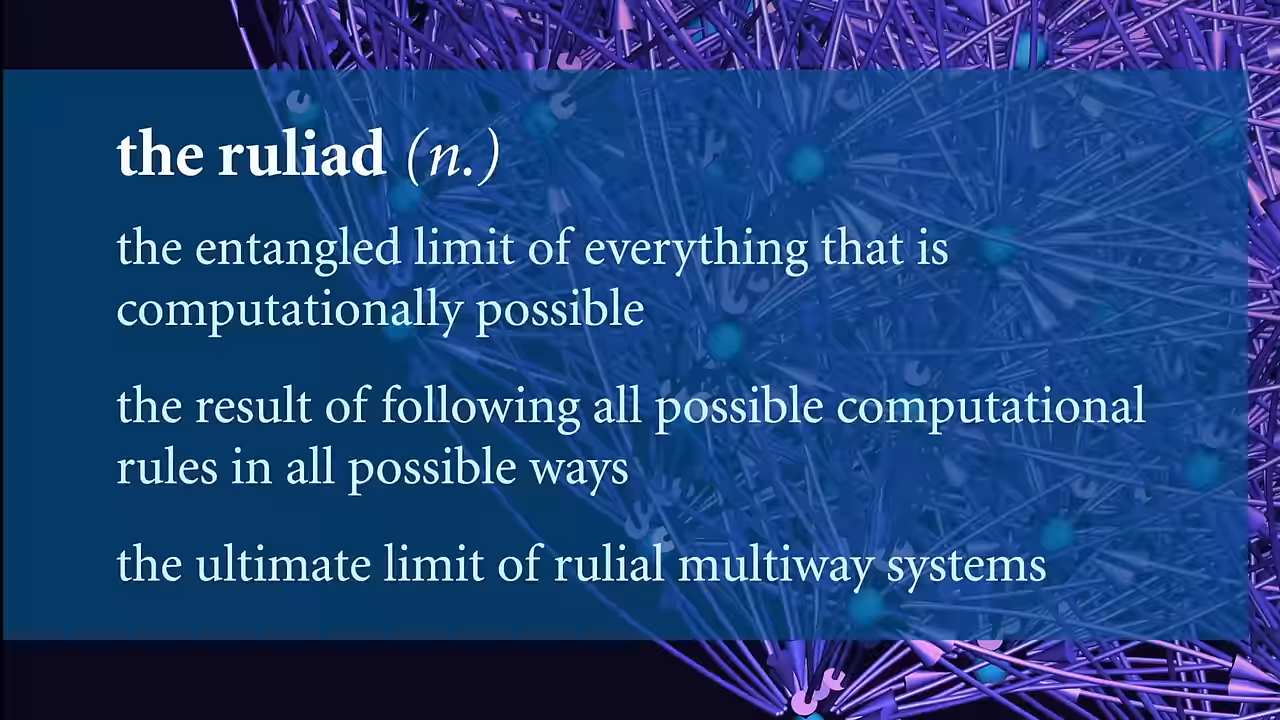 the ruliad (n.)
the entangled limit of everything that is
computationally possible
the result of following all possible computational
rules in all possible ways
the ultimate limit of rulial multiway systems